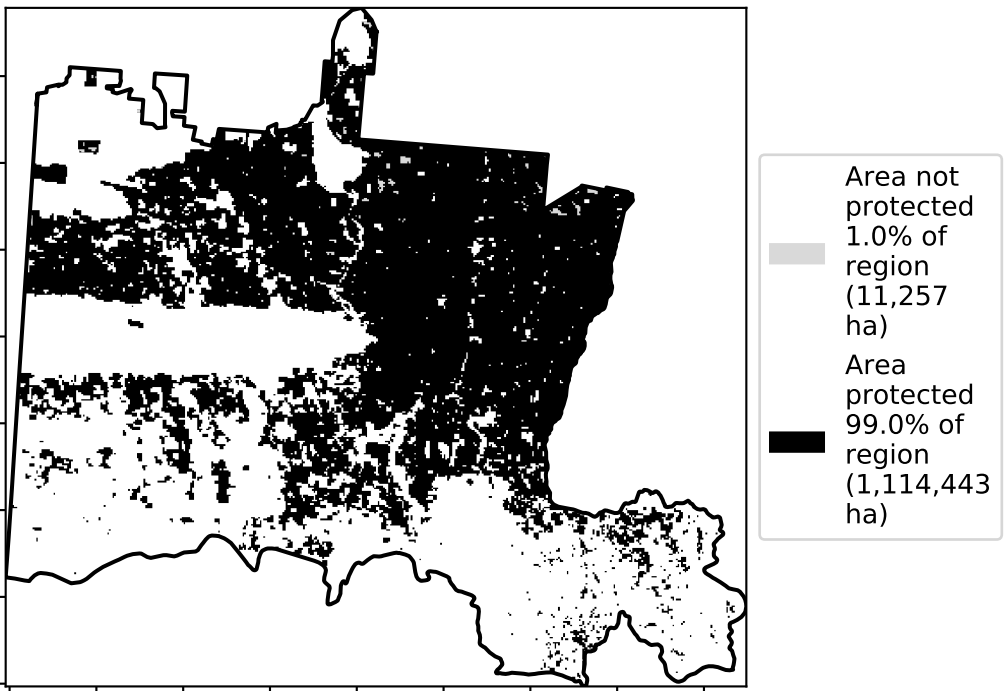 Area not
protected
1.0% of
region
(11,257
ha)
Area
protected
99.0% of
region
(1,114,443
ha)